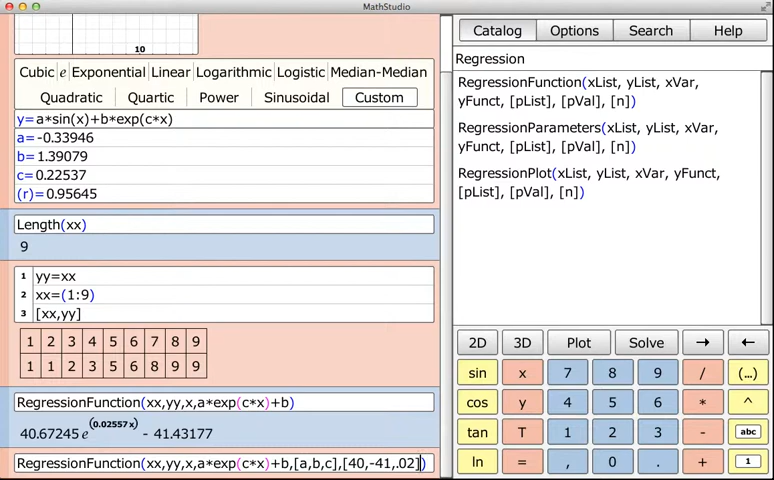 MathStudio
10
Cubic e Exponential Linear Logarithmic Logistic Median-Median
Quadratic Quartic Power Sinusoidal Custom
y=a*sin(x)+b*exp(c*x)
a=-0.33946
b=1.39079
c=0.22537
(r)=0.95645
Length(xx)
9
1 yy=xx
2 xx=(1:9)
3 [xx,yy]
1 2 3 4 5 6 7 8 9
1 1 2 3 5 6 7 8 9
RegressionFunction(xx,yy,x,a*exp(c*x)+b)
40.67245 e^(0.02557x) - 41.43177
RegressionFunction(xx,yy,x,a*exp(c*x)+b,[a,b,c],[40,-41,.02])
Catalog Options Search Help
Regression
RegressionFunction(xList, yList, xVar,
yFunct, [pList], [pVal], [n])
RegressionParameters(xList, yList, xVar,
yFunct, [pList], [pVal], [n])
RegressionPlot(xList, yList, xVar, yFunct,
[pList], [pVal], [n])
2D 3D Plot Solve → ←
sin x 7 8 9 / (...)
cos y 4 5 6 * ^
tan T 1 2 3 - abc
ln = , 0 . + 1